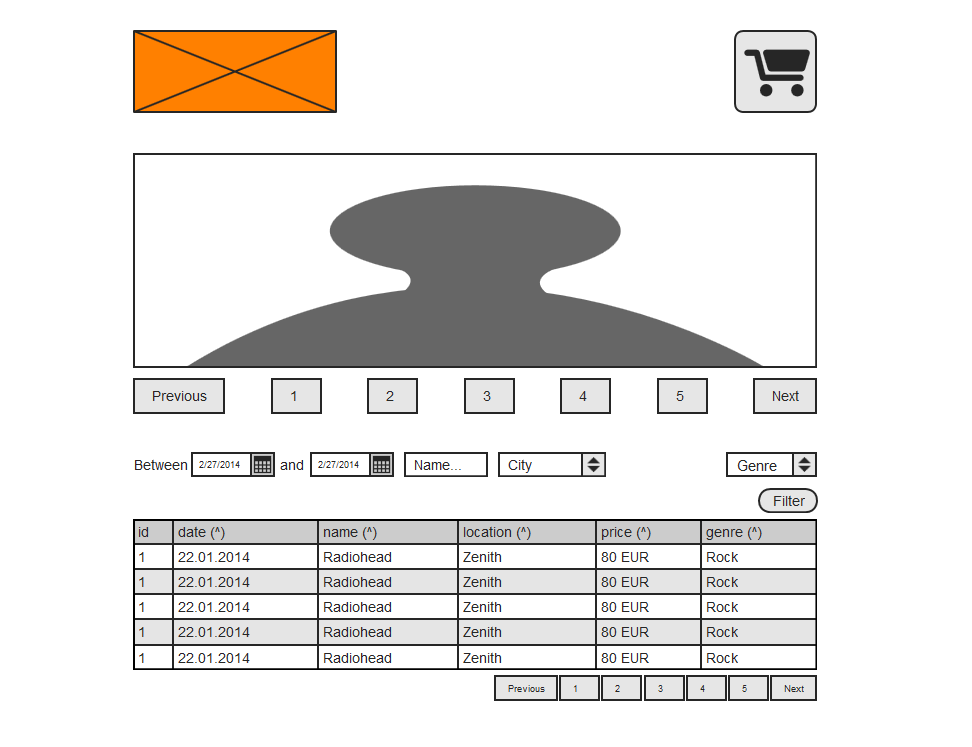 Previous 1 2 3 4 5 Next
Between 2/27/2014 and 2/27/2014 Name... City Genre
Filter
id date (^) name (^) location (^) price (^) genre (^)
1 22.01.2014 Radiohead Zenith 80 EUR Rock
1 22.01.2014 Radiohead Zenith 80 EUR Rock
1 22.01.2014 Radiohead Zenith 80 EUR Rock
1 22.01.2014 Radiohead Zenith 80 EUR Rock
1 22.01.2014 Radiohead Zenith 80 EUR Rock
Previous 1 2 3 4 5 Next